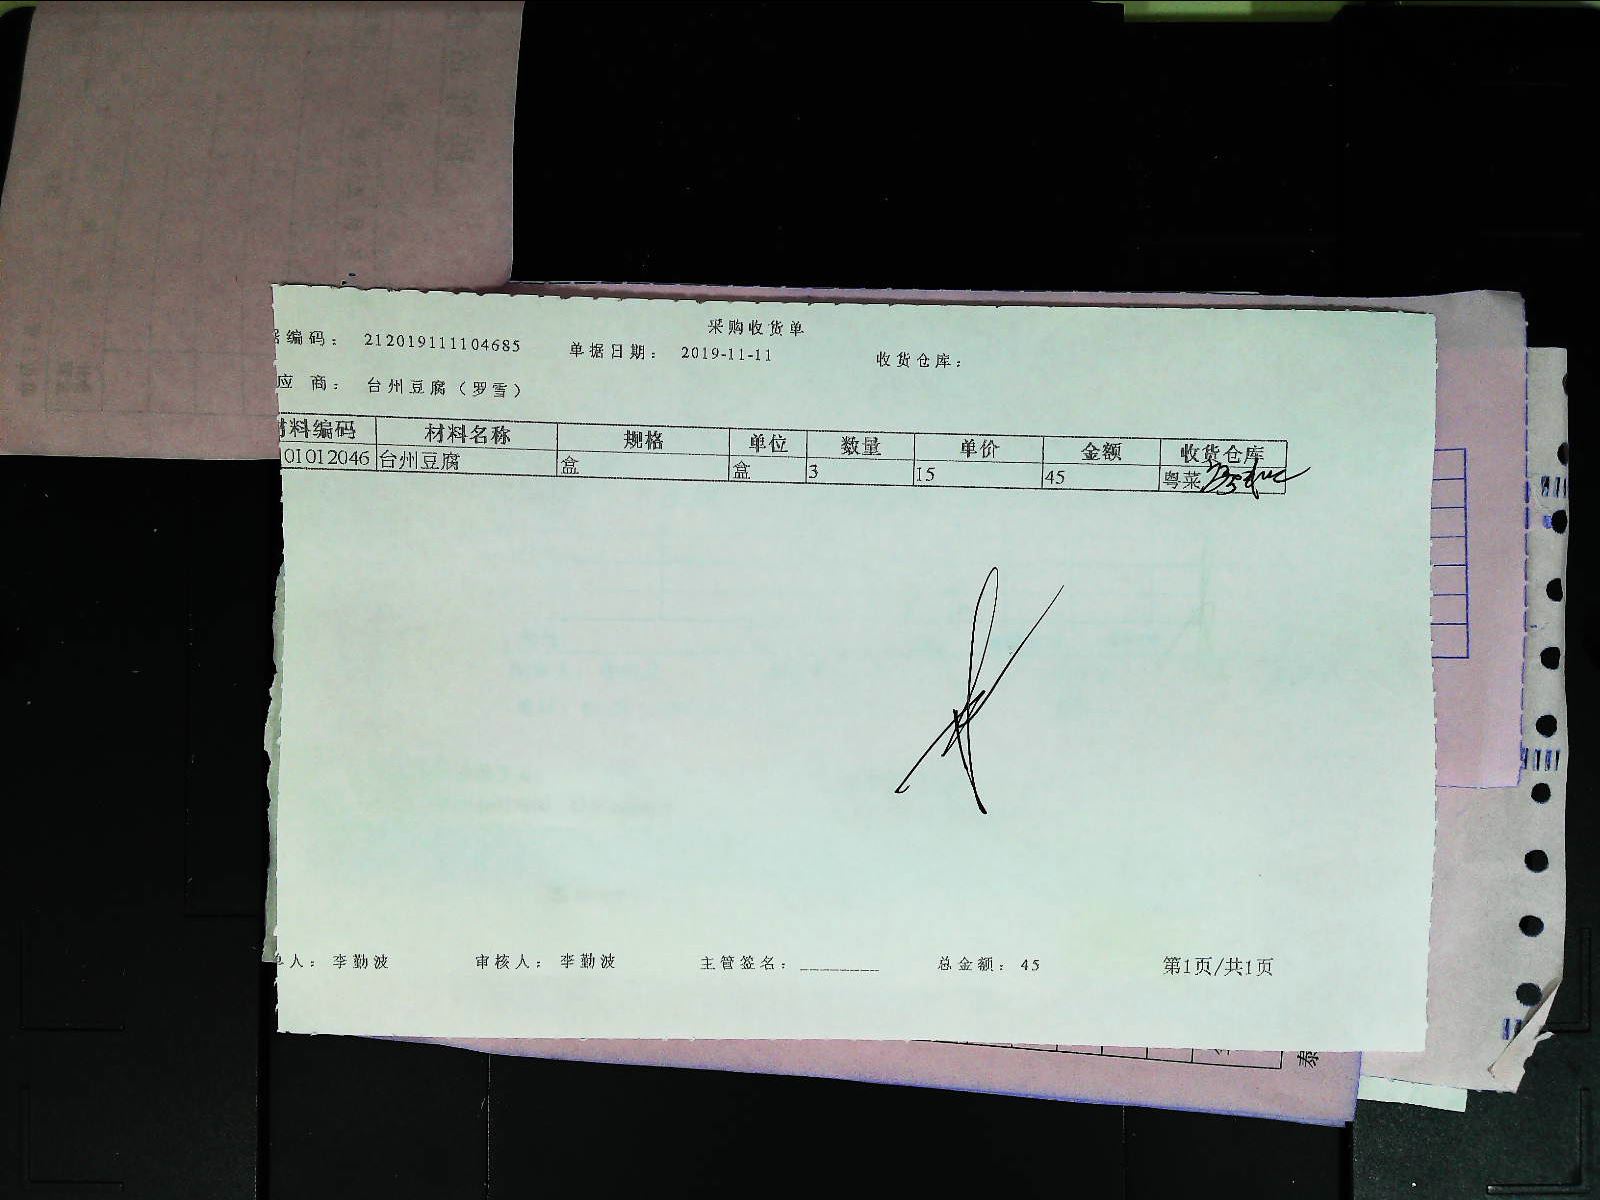 采购收货单
编码： 212019111104685 单据日期： 2019-11-11 收货仓库：
应 商： 台州豆腐（罗雪）
材料编码 材料名称 规格 单位 数量 单价 金额 收货仓库
01012046 台州豆腐 盒 盒 3 15 45 粤菜
单人： 李勤波 审核人： 李勤波 主管签名：________ 总金额： 45 第1页/共1页
泰